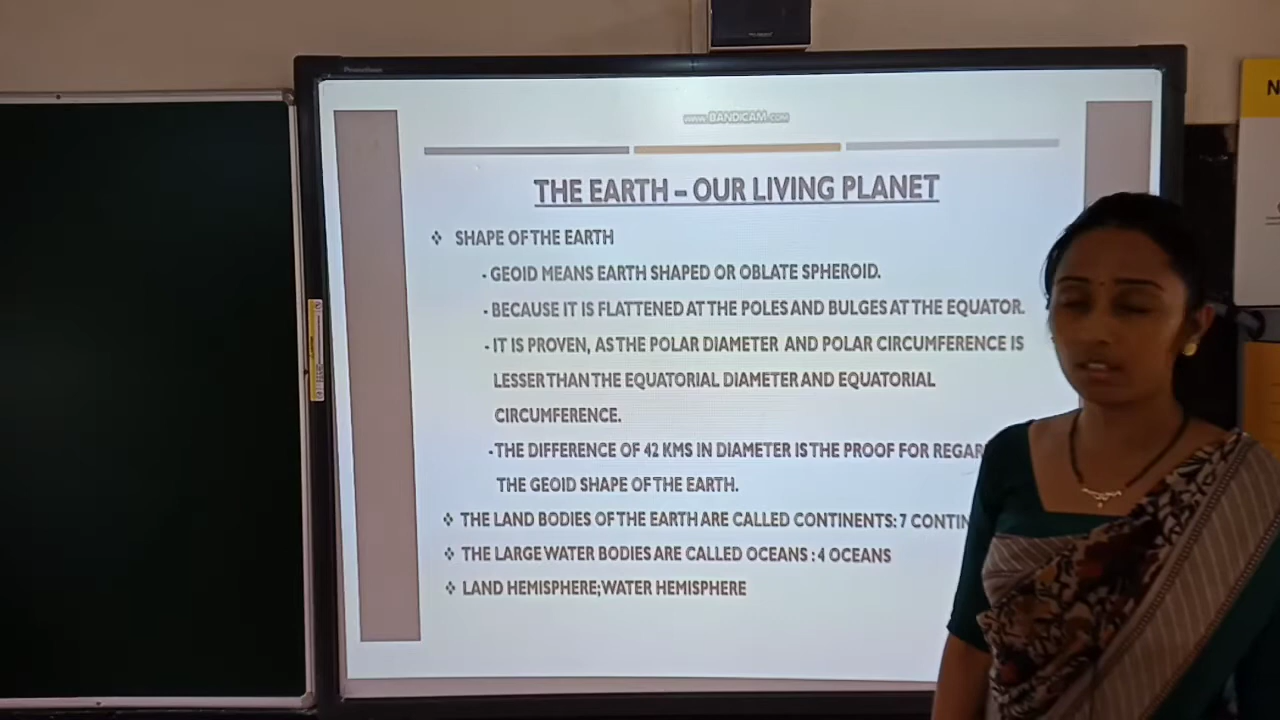 Promethean
www.BANDICAM.COM
N
THE EARTH – OUR LIVING PLANET
❖ SHAPE OF THE EARTH
- GEOID MEANS EARTH SHAPED OR OBLATE SPHEROID.
- BECAUSE IT IS FLATTENED AT THE POLES AND BULGES AT THE EQUATOR.
- IT IS PROVEN, AS THE POLAR DIAMETER AND POLAR CIRCUMFERENCE IS
LESSER THAN THE EQUATORIAL DIAMETER AND EQUATORIAL
CIRCUMFERENCE.
- THE DIFFERENCE OF 42 KMS IN DIAMETER IS THE PROOF FOR REGAR
THE GEOID SHAPE OF THE EARTH.
❖ THE LAND BODIES OF THE EARTH ARE CALLED CONTINENTS: 7 CONTIN
❖ THE LARGE WATER BODIES ARE CALLED OCEANS : 4 OCEANS
❖ LAND HEMISPHERE; WATER HEMISPHERE